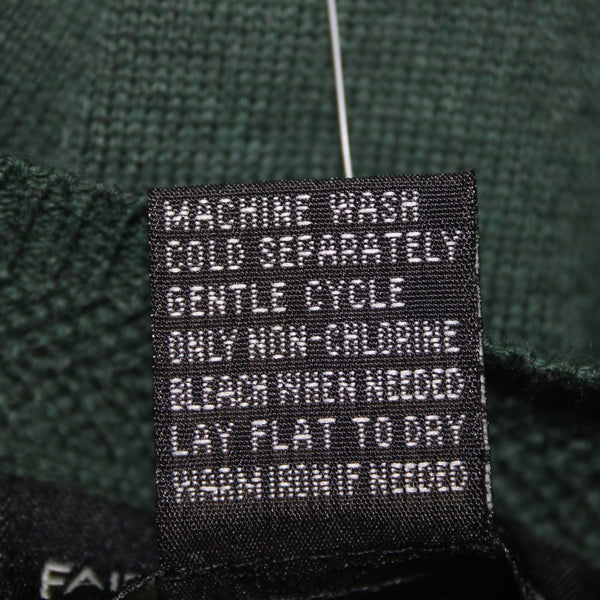 MACHINE WASH
COLD SEPARATELY
GENTLE CYCLE
ONLY NON-CHLORINE
BLEACH WHEN NEEDED
LAY FLAT TO DRY
WARM IRON IF NEEDED